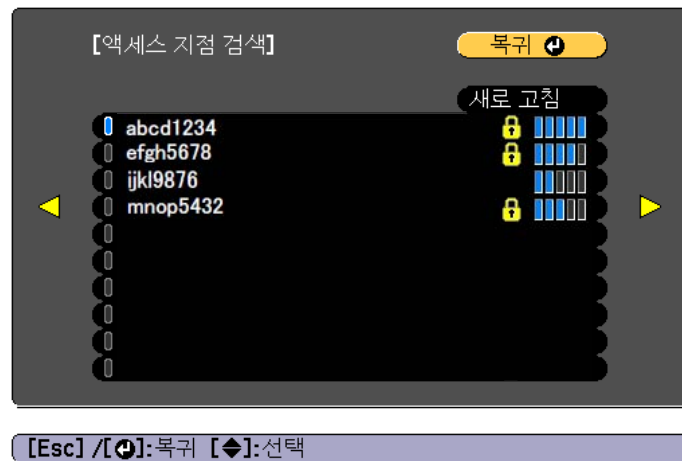 [액세스 지점 검색]
복귀
새로 고침
abcd1234
efgh5678
ijkl9876
mnop5432
[Esc] /[ ]:복귀 [ ]:선택